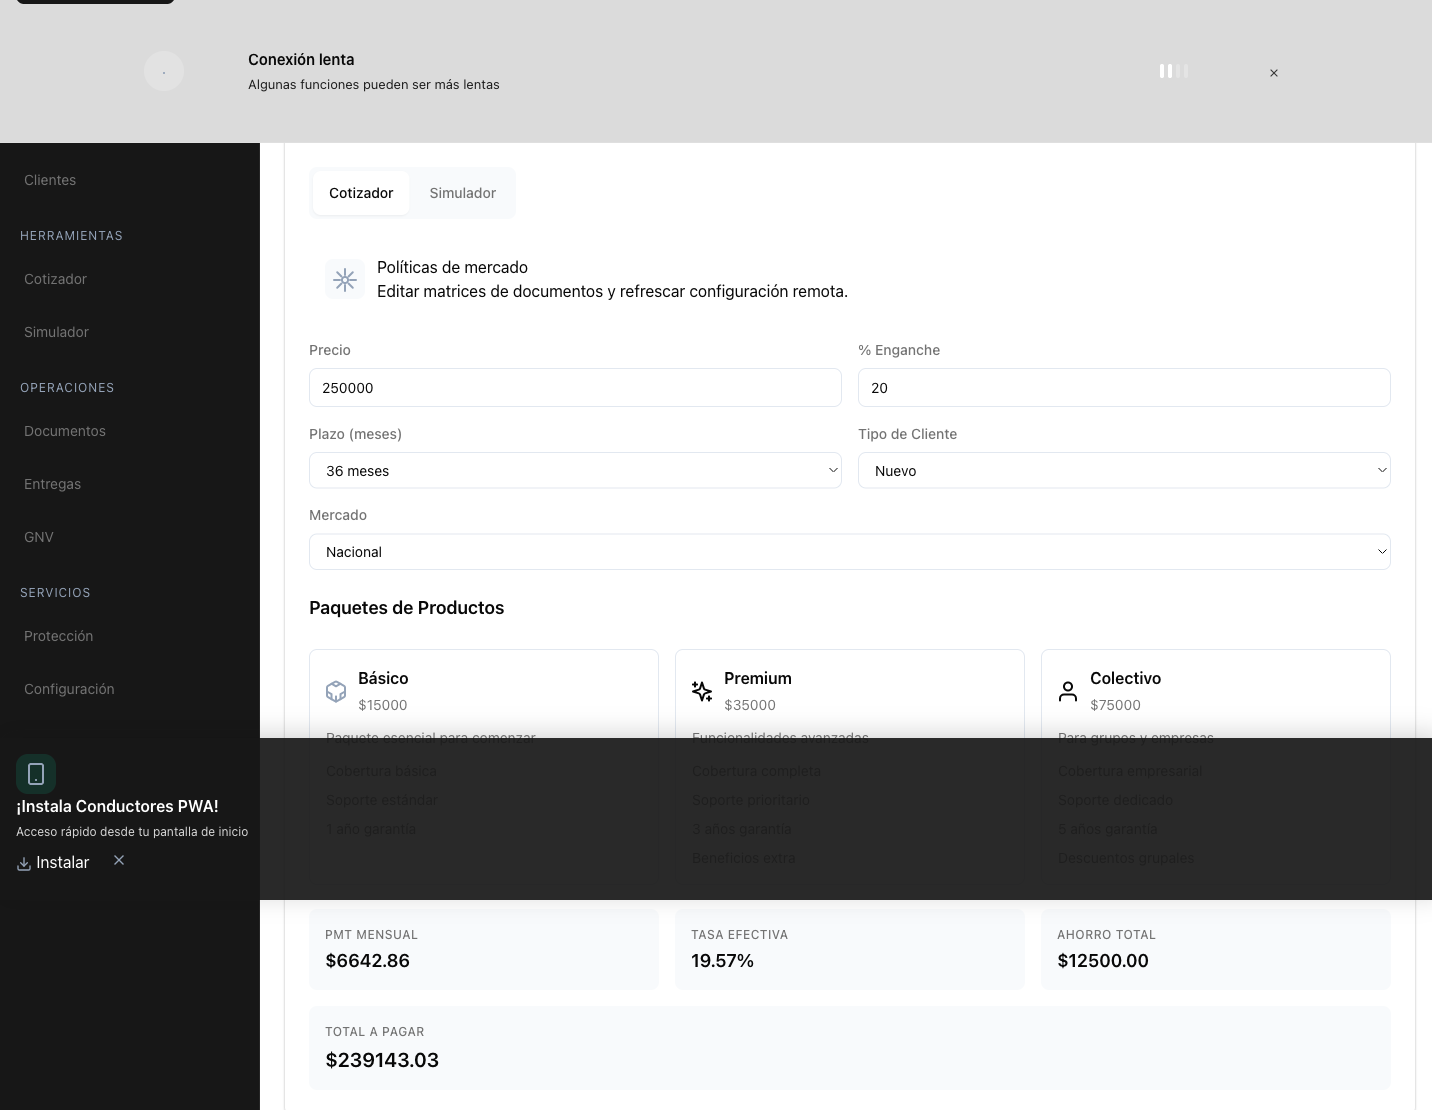 Conexión lenta
Algunas funciones pueden ser más lentas
Clientes
HERRAMIENTAS
Cotizador
Simulador
OPERACIONES
Documentos
Entregas
GNV
SERVICIOS
Protección
Configuración
¡Instala Conductores PWA!
Acceso rápido desde tu pantalla de inicio
Instalar
Cotizador Simulador
Políticas de mercado
Editar matrices de documentos y refrescar configuración remota.
Precio
250000
% Enganche
20
Plazo (meses)
36 meses
Tipo de Cliente
Nuevo
Mercado
Nacional
Paquetes de Productos
Básico
$15000
Paquete esencial para comenzar
Cobertura básica
Soporte estándar
1 año garantía
Premium
$35000
Funcionalidades avanzadas
Cobertura completa
Soporte prioritario
3 años garantía
Beneficios extra
Colectivo
$75000
Para grupos y empresas
Cobertura empresarial
Soporte dedicado
5 años garantía
Descuentos grupales
PMT MENSUAL
$6642.86
TASA EFECTIVA
19.57%
AHORRO TOTAL
$12500.00
TOTAL A PAGAR
$239143.03